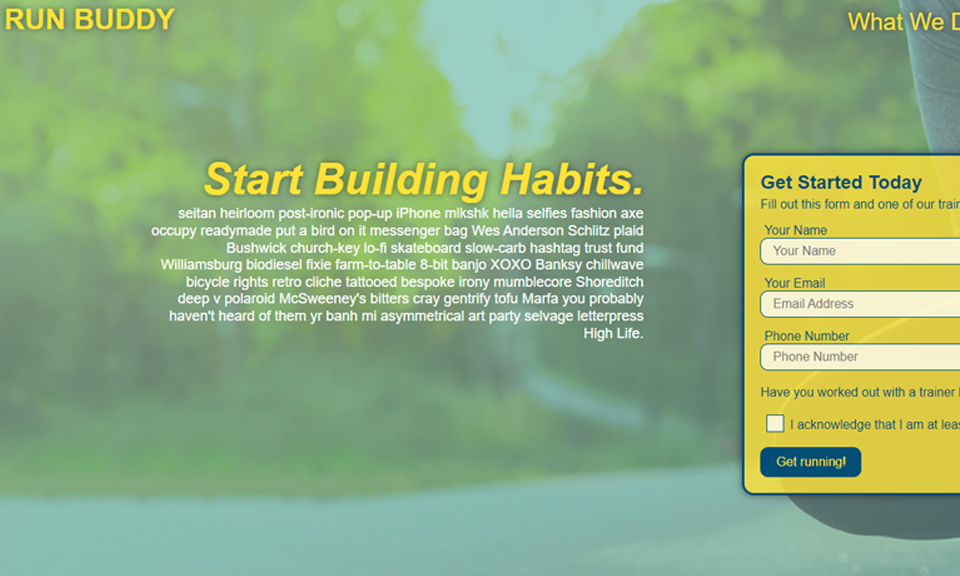 RUN BUDDY
What We
Start Building Habits.
seitan heirloom post-ironic pop-up iPhone mlkshk hella selfies fashion axe
occupy readymade put a bird on it messenger bag Wes Anderson Schlitz plaid
Bushwick church-key lo-fi skateboard slow-carb hashtag trust fund
Williamsburg biodiesel fixie farm-to-table 8-bit banjo XOXO Banksy chillwave
bicycle rights retro cliche tattooed bespoke irony mumblecore Shoreditch
deep v polaroid McSweeney's bitters cray gentrify tofu Marfa you probably
haven't heard of them yr banh mi asymmetrical art party selvage letterpress
High Life.
Get Started Today
Fill out this form and one of our
Your Name
Your Name
Your Email
Email Address
Phone Number
Phone Number
Have you worked out with a trainer
I acknowledge that I am at
Get running!